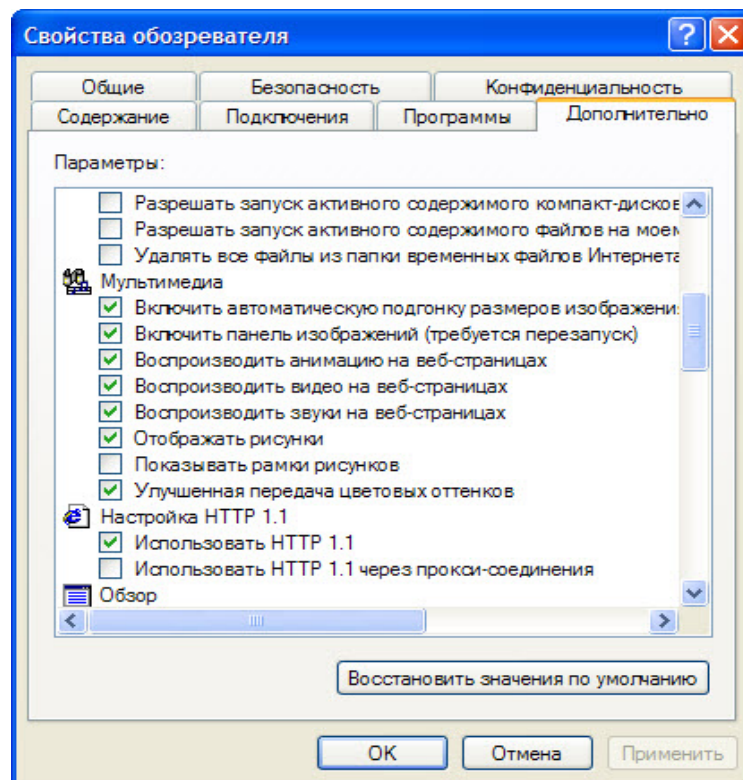 Свойства обозревателя
Общие Безопасность Конфиденциальность
Содержание Подключения Программы Дополнительно
Параметры:
Разрешать запуск активного содержимого компакт-дисков
Разрешать запуск активного содержимого файлов на моем
Удалять все файлы из папки временных файлов Интернета
Мультимедиа
Включить автоматическую подгонку размеров изображени
Включить панель изображений (требуется перезапуск)
Воспроизводить анимацию на веб-страницах
Воспроизводить видео на веб-страницах
Воспроизводить звуки на веб-страницах
Отображать рисунки
Показывать рамки рисунков
Улучшенная передача цветовых оттенков
Настройка HTTP 1.1
Использовать HTTP 1.1
Использовать HTTP 1.1 через прокси-соединения
Обзор
Восстановить значения по умолчанию
OK Отмена Применить